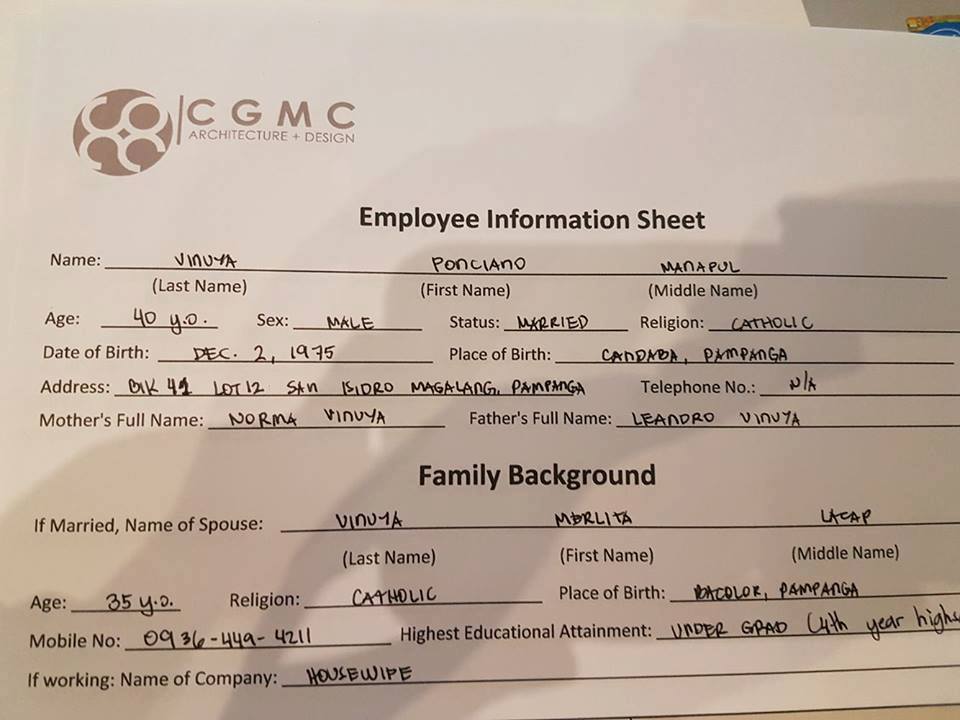 CGMC
ARCHITECTURE + DESIGN
Employee Information Sheet
Name: VINUYA PONCIANO MANAPUL
(Last Name) (First Name) (Middle Name)
Age: 40 y.o. Sex: MALE Status: MARRIED Religion: CATHOLIC
Date of Birth: DEC. 2, 1975 Place of Birth: CANDABA, PAMPANGA
Address: BLK 41 LOT 12 SAN ISIDRO MAGALANG, PAMPANGA Telephone No.: N/A
Mother's Full Name: NORMA VINUYA Father's Full Name: LEANDRO VINUYA
Family Background
If Married, Name of Spouse: VINUYA MERLITA LACAP
(Last Name) (First Name) (Middle Name)
Age: 35 y.o. Religion: CATHOLIC Place of Birth: BACOLOR, PAMPANGA
Mobile No: 0936-449-4211 Highest Educational Attainment: UNDER GRAD (4th year highs
If working: Name of Company: HOUSEWIFE